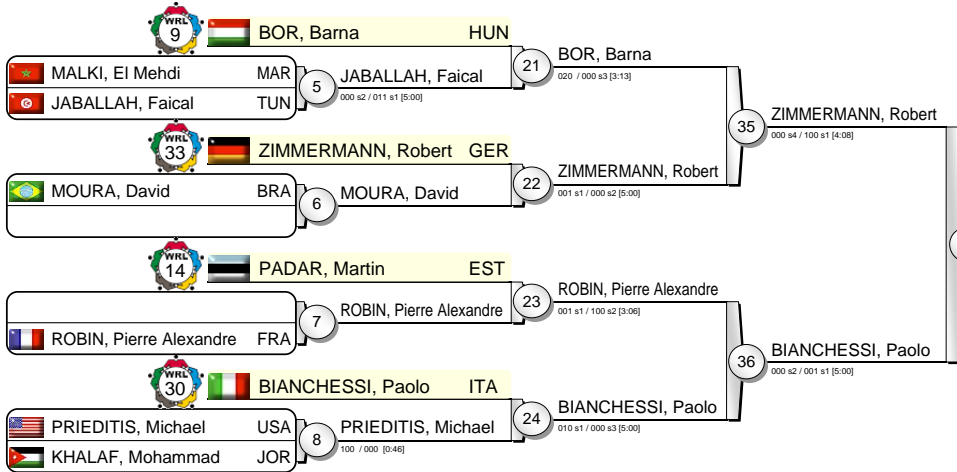 WRL 9 BOR, Barna HUN
MALKI, El Mehdi MAR
JABALLAH, Faical TUN
5 JABALLAH, Faical
000 s2 / 011 s1 [5:00]
21 BOR, Barna
020 / 000 s3 [3:13]
WRL 33 ZIMMERMANN, Robert GER
MOURA, David BRA
6 MOURA, David
22 ZIMMERMANN, Robert
001 s1 / 000 s2 [5:00]
35 ZIMMERMANN, Robert
000 s4 / 100 s1 [4:08]
WRL 14 PADAR, Martin EST
ROBIN, Pierre Alexandre FRA
7 ROBIN, Pierre Alexandre
23 ROBIN, Pierre Alexandre
001 s1 / 100 s2 [3:06]
WRL 30 BIANCHESSI, Paolo ITA
PRIEDITIS, Michael USA
KHALAF, Mohammad JOR
8 PRIEDITIS, Michael
100 / 000 [0:46]
24 BIANCHESSI, Paolo
010 s1 / 000 s3 [5:00]
36 BIANCHESSI, Paolo
000 s2 / 001 s1 [5:00]